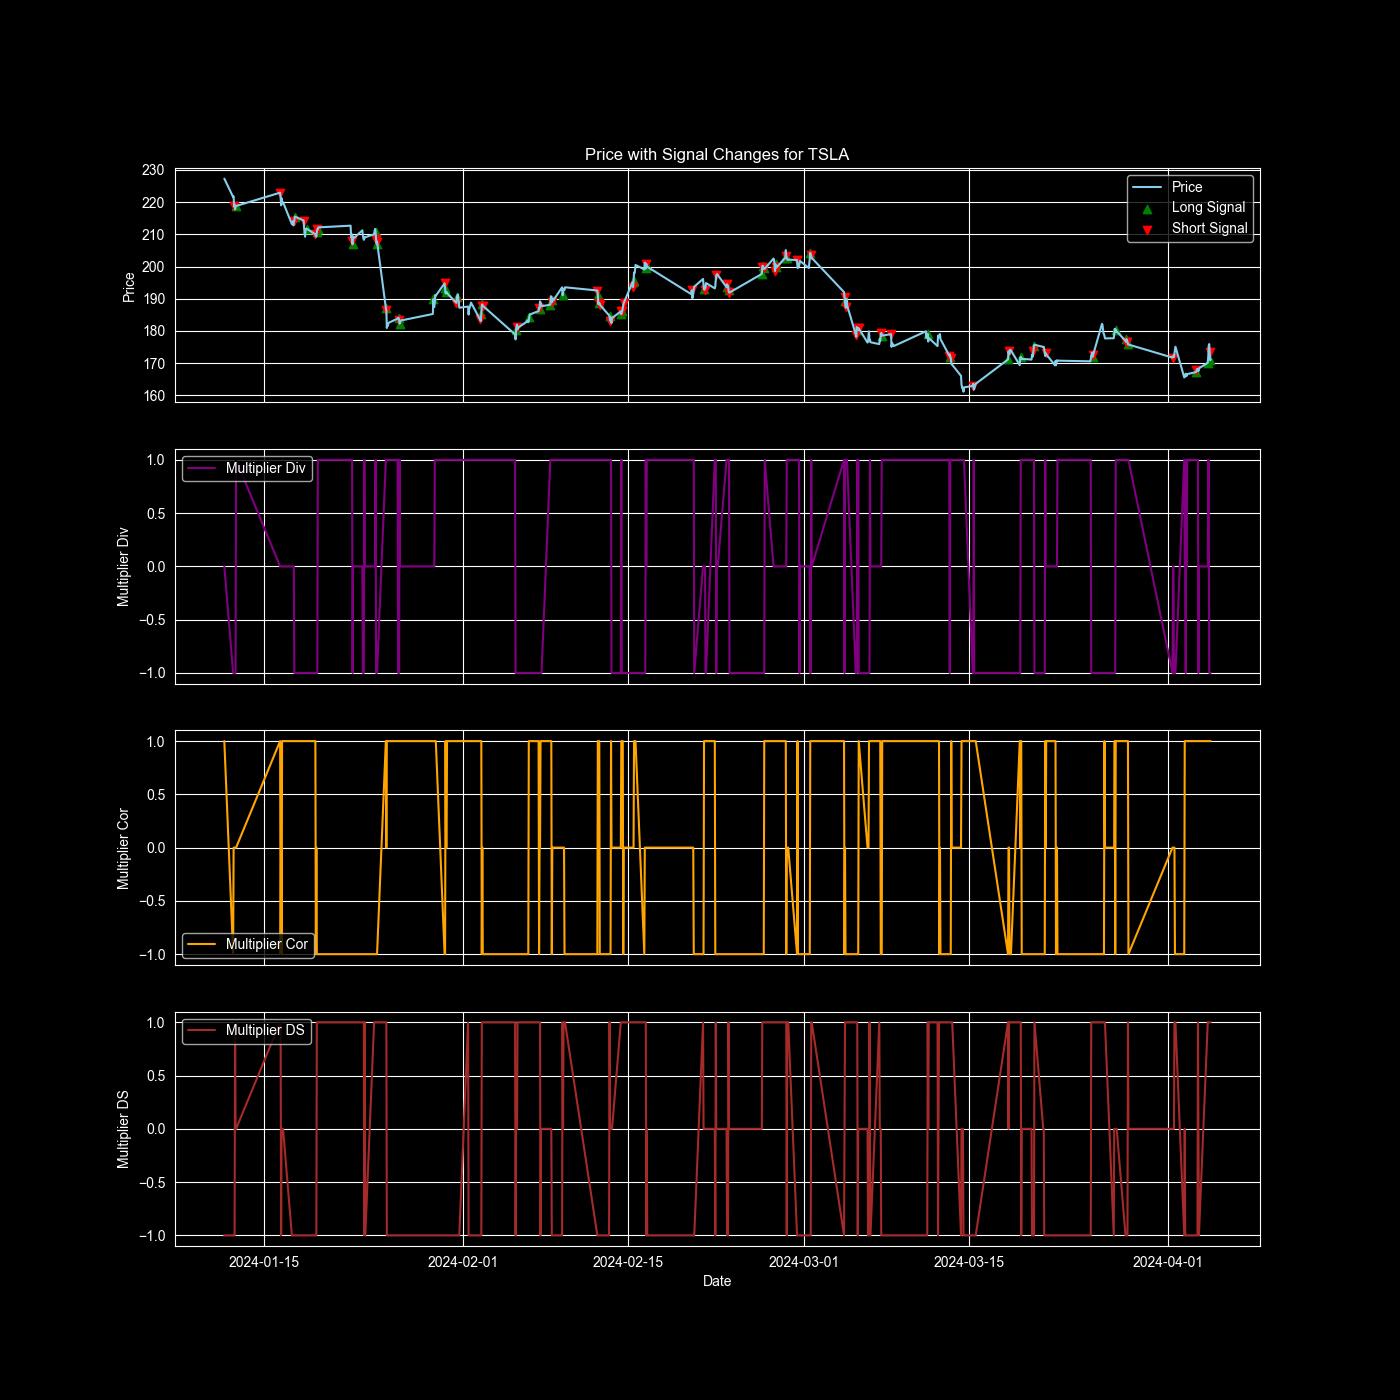 Price with Signal Changes for TSLA
230
220
210
200
190
180
170
160
Price
Price
Long Signal
Short Signal
1.0
0.5
0.0
−0.5
−1.0
Multiplier Div
Multiplier Div
1.0
0.5
0.0
−0.5
−1.0
Multiplier Cor
Multiplier Cor
1.0
0.5
0.0
−0.5
−1.0
Multiplier DS
Multiplier DS
2024-01-15
2024-02-01
2024-02-15
2024-03-01
2024-03-15
2024-04-01
Date